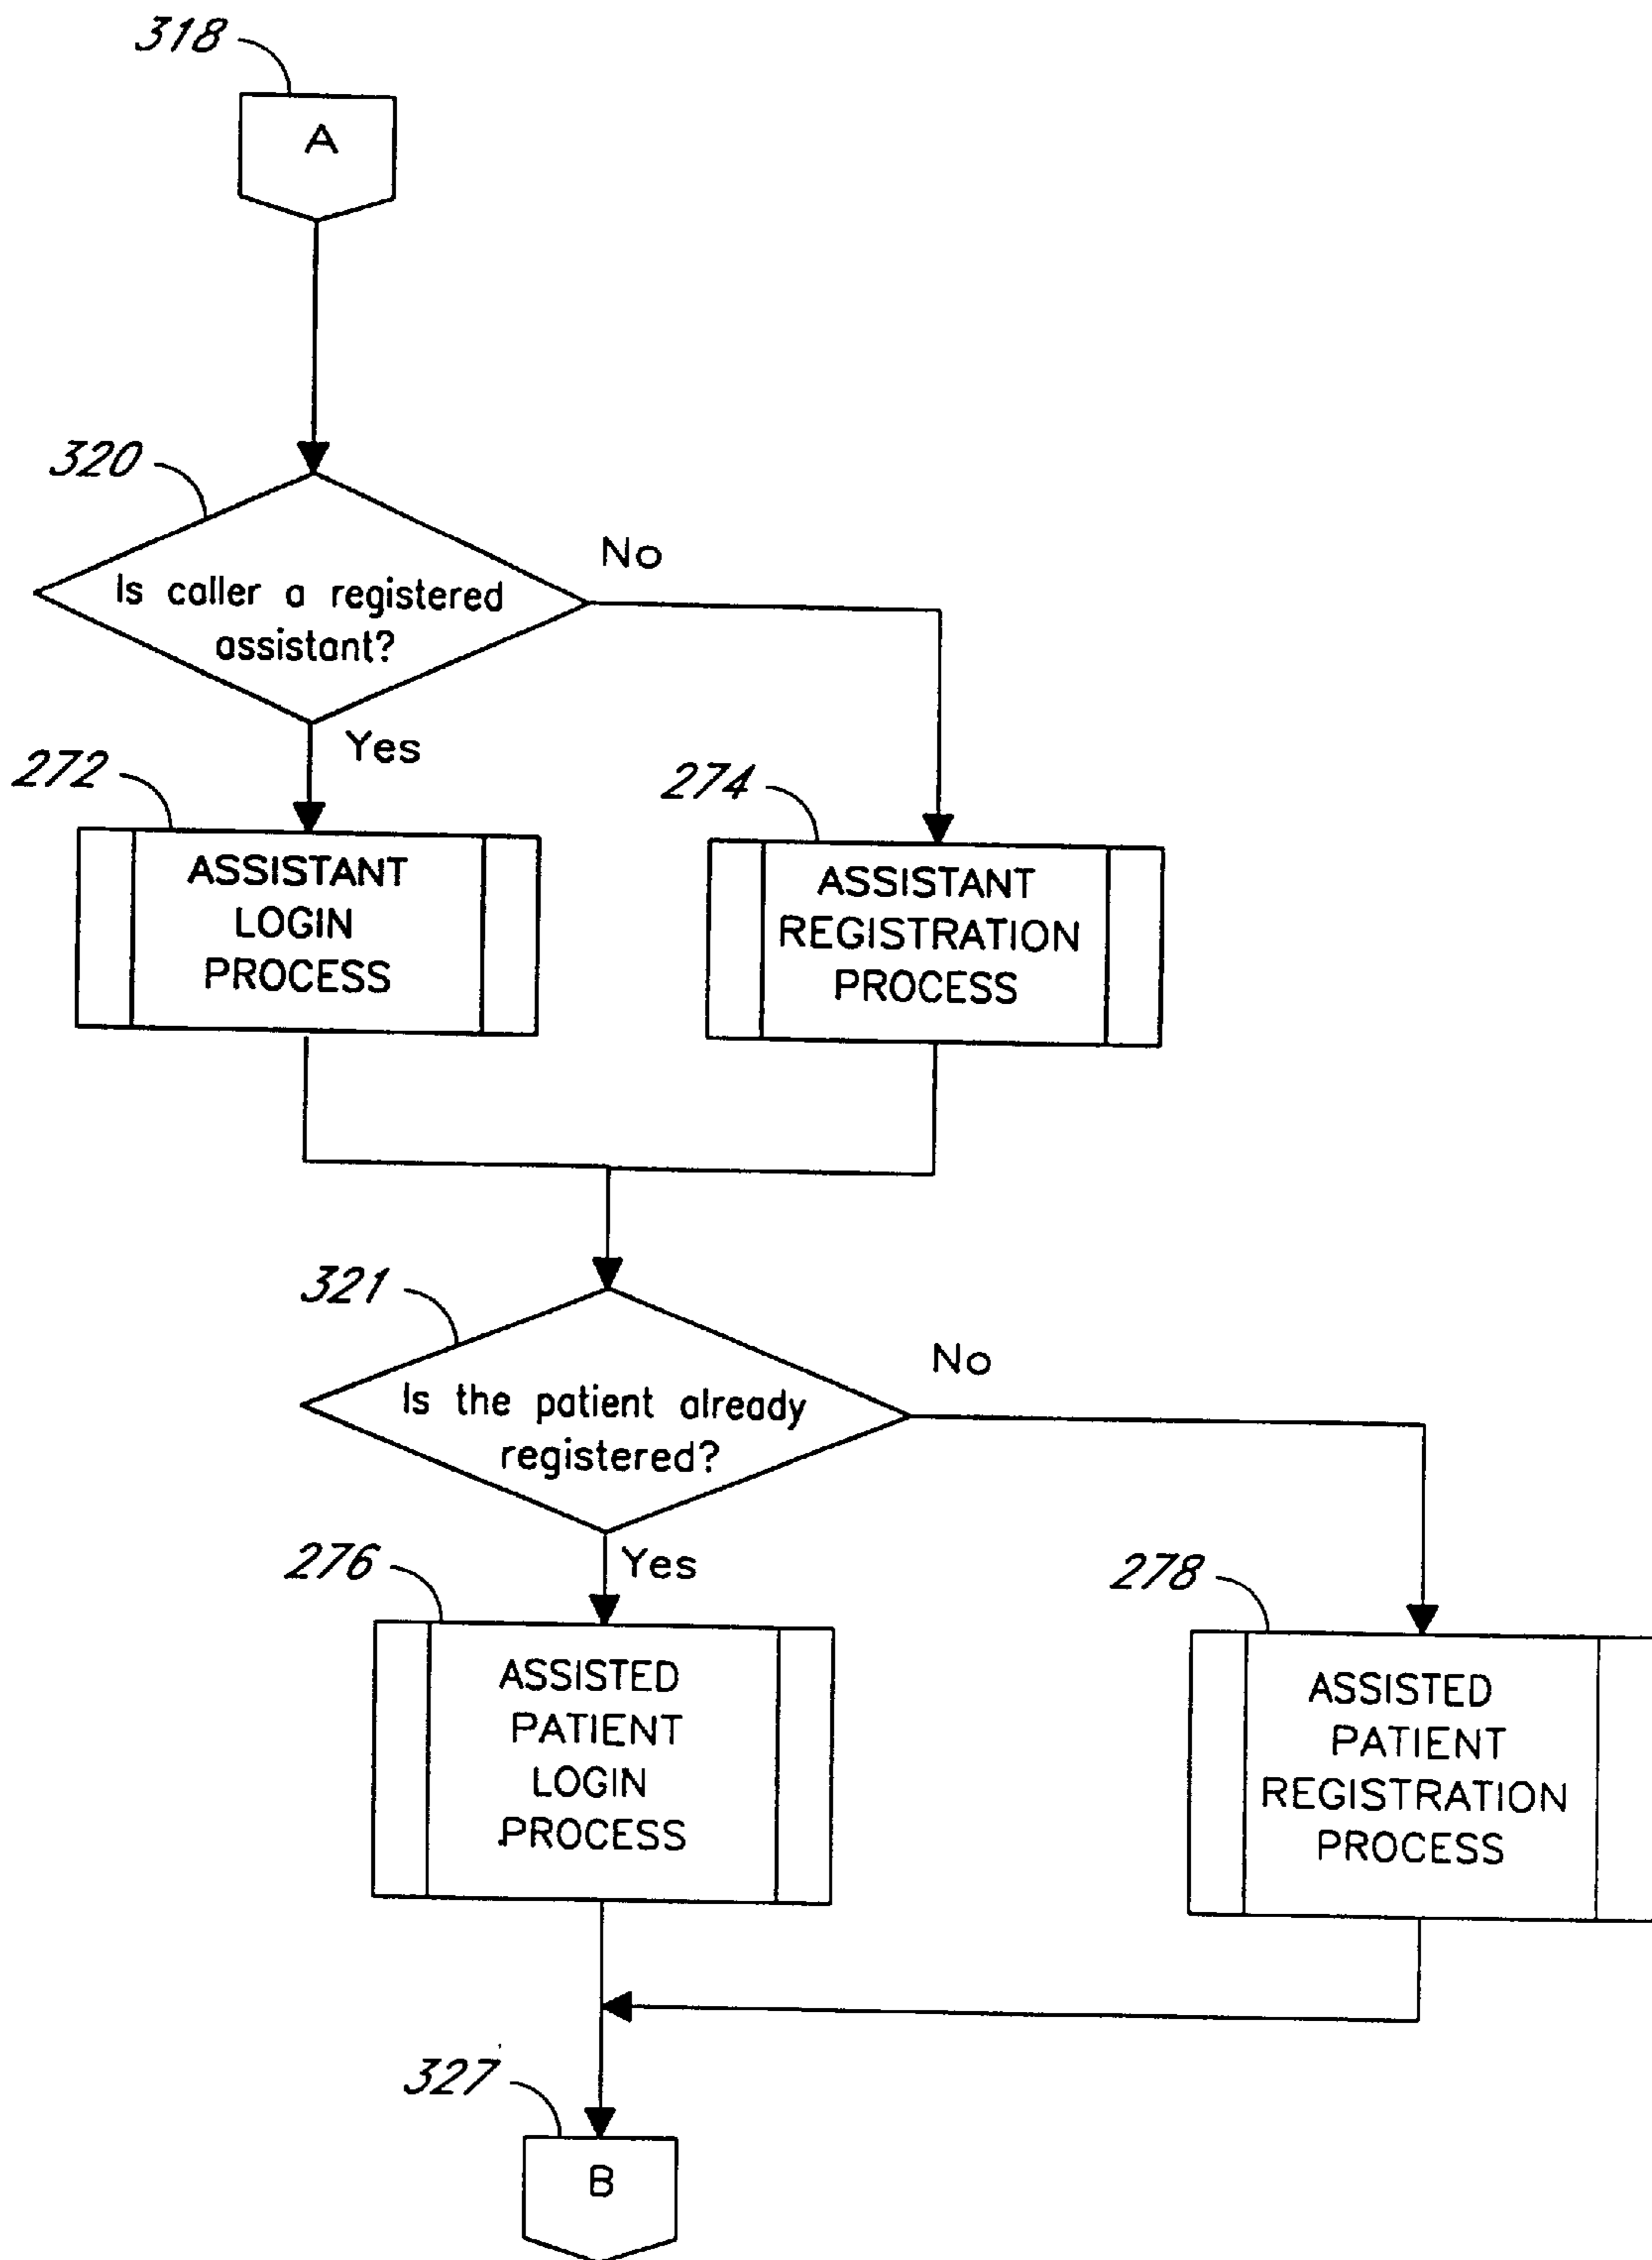 318
A
320
No
Is caller a registered
assistant?
Yes
272
274
ASSISTANT
LOGIN
PROCESS
ASSISTANT
REGISTRATION
PROCESS
321
No
Is the patient already
registered?
Yes
276
278
ASSISTED
PATIENT
LOGIN
PROCESS
ASSISTED
PATIENT
REGISTRATION
PROCESS
327
B